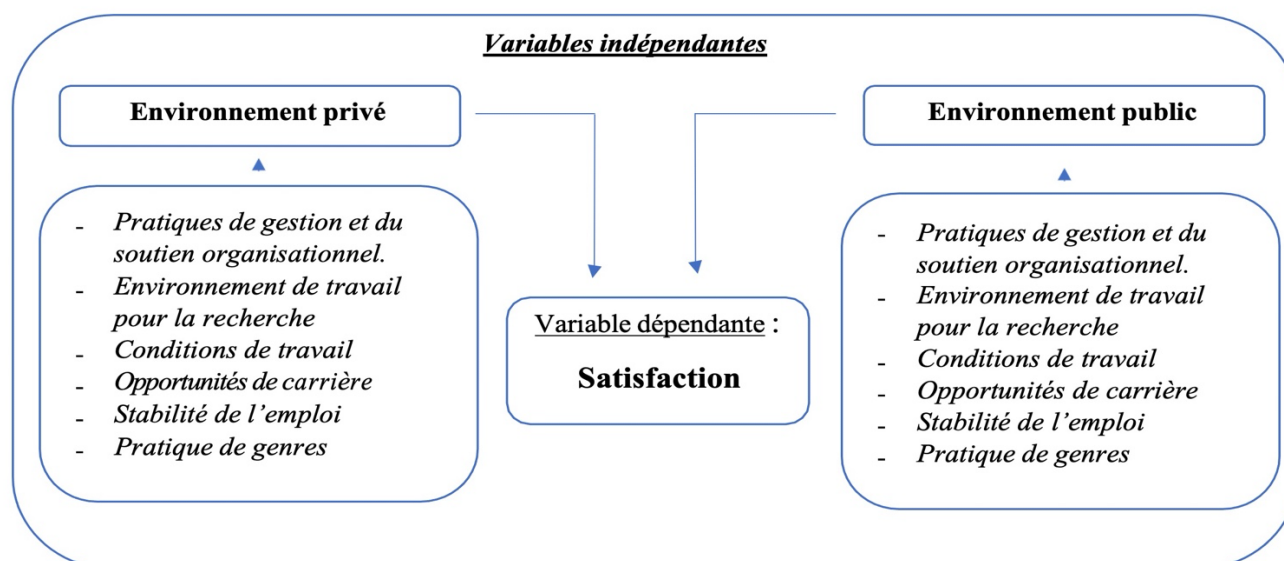 Variables indépendantes
Environnement privé
Environnement public
- Pratiques de gestion et du
soutien organisationnel.
- Environnement de travail
pour la recherche
- Conditions de travail
- Opportunités de carrière
- Stabilité de l’emploi
- Pratique de genres
Variable dépendante :
Satisfaction
- Pratiques de gestion et du
soutien organisationnel.
- Environnement de travail
pour la recherche
- Conditions de travail
- Opportunités de carrière
- Stabilité de l’emploi
- Pratique de genres